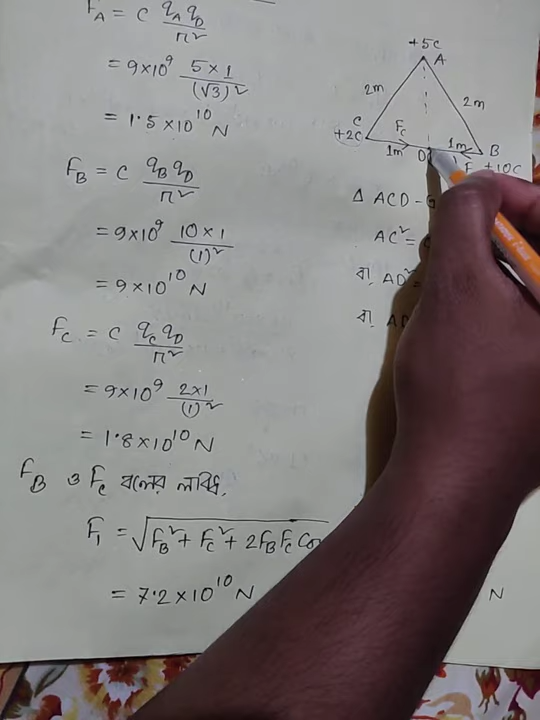 F_A = C q_A q_D / r²
= 9×10⁹ 5×1 / (√3)²
= 1.5×10¹⁰ N
F_B = C q_B q_D / r²
= 9×10⁹ 10×1 / (1)²
= 9×10¹⁰ N
F_C = C q_C q_D / r²
= 9×10⁹ 2×1 / (1)²
= 1.8×10¹⁰ N
F_B ও F_C বলের লব্ধি,
F₁ = √F_B² + F_C² + 2F_B F_C Cos
= 7.2×10¹⁰ N
N
+5C
A
2m
2m
C
+2C
F_C
1m
D
1m
B
F
+10C
Δ ACD -
AC² =
বা, AD² =
বা, AD